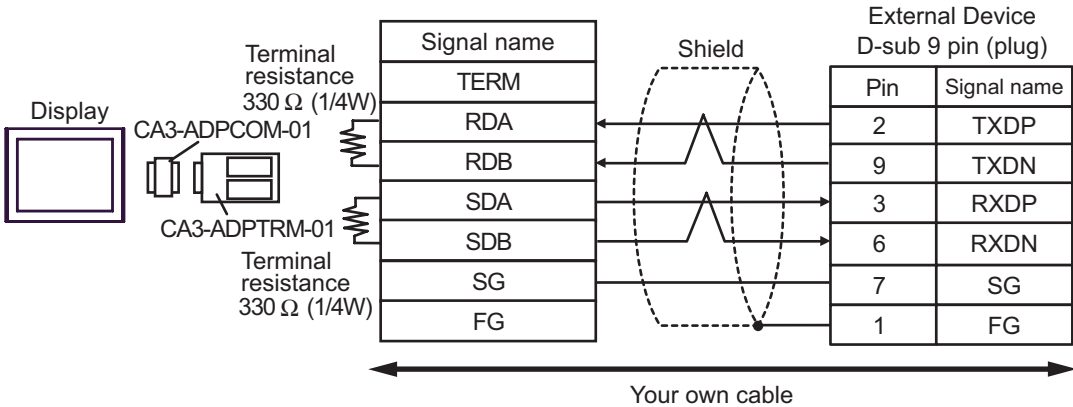 External Device
D-sub 9 pin (plug)
Terminal
resistance
330 Ω (1/4W)
Signal name
Shield
Pin Signal name
TERM
Display
CA3-ADPCOM-01
RDA 2 TXDP
RDB 9 TXDN
SDA 3 RXDP
CA3-ADPTRM-01
SDB 6 RXDN
Terminal
resistance
330 Ω (1/4W)
SG 7 SG
FG 1 FG
Your own cable